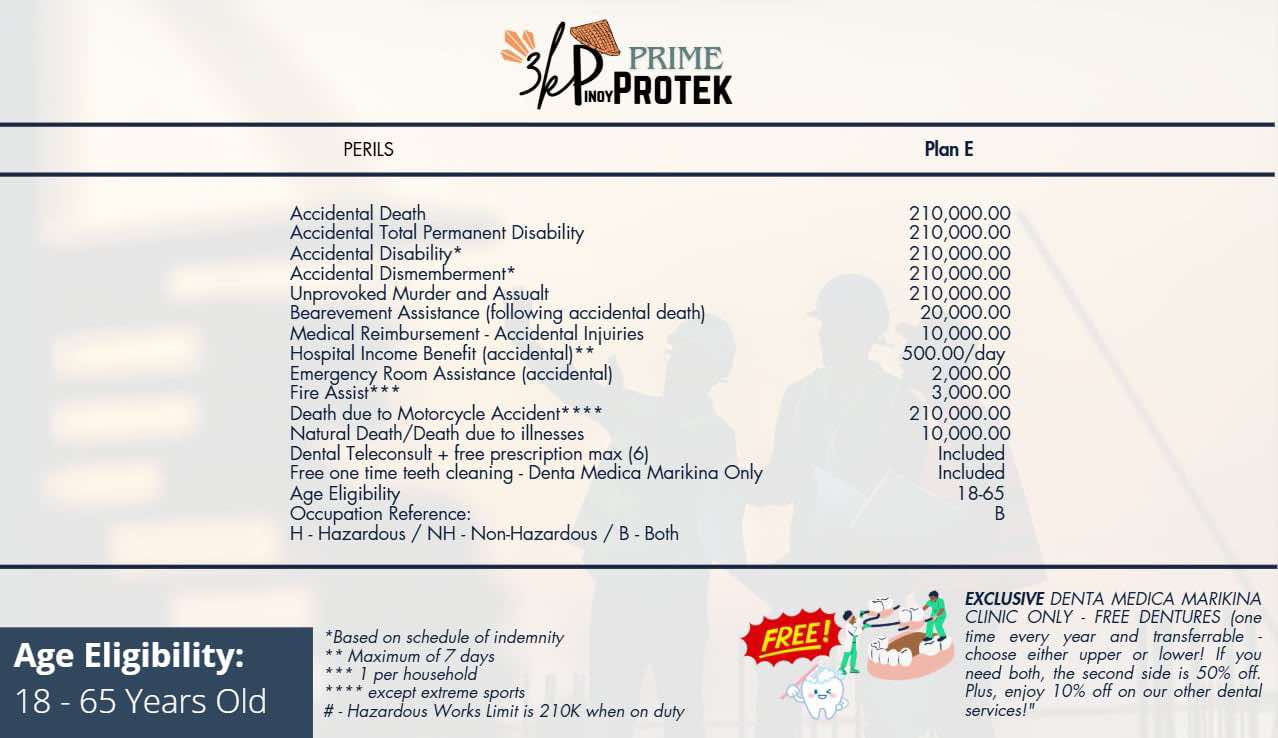 3kP PRIME
INOY PROTEK
PERILS Plan E
Accidental Death 210,000.00
Accidental Total Permanent Disability 210,000.00
Accidental Disability* 210,000.00
Accidental Dismemberment* 210,000.00
Unprovoked Murder and Assualt 210,000.00
Bearevement Assistance (following accidental death) 20,000.00
Medical Reimbursement - Accidental Injuiries 10,000.00
Hospital Income Benefit (accidental)** 500.00/day
Emergency Room Assistance (accidental) 2,000.00
Fire Assist*** 3,000.00
Death due to Motorcycle Accident**** 210,000.00
Natural Death/Death due to illnesses 10,000.00
Dental Teleconsult + free prescription max (6) Included
Free one time teeth cleaning - Denta Medica Marikina Only Included
Age Eligibility 18-65
Occupation Reference: B
H - Hazardous / NH - Non-Hazardous / B - Both
Age Eligibility:
18 - 65 Years Old
*Based on schedule of indemnity
** Maximum of 7 days
*** 1 per household
**** except extreme sports
# - Hazardous Works Limit is 210K when on duty
FREE!
EXCLUSIVE DENTA MEDICA MARIKINA
CLINIC ONLY - FREE DENTURES (one
time every year and transferrable -
choose either upper or lower! If you
need both, the second side is 50% off.
Plus, enjoy 10% off on our other dental
services!"